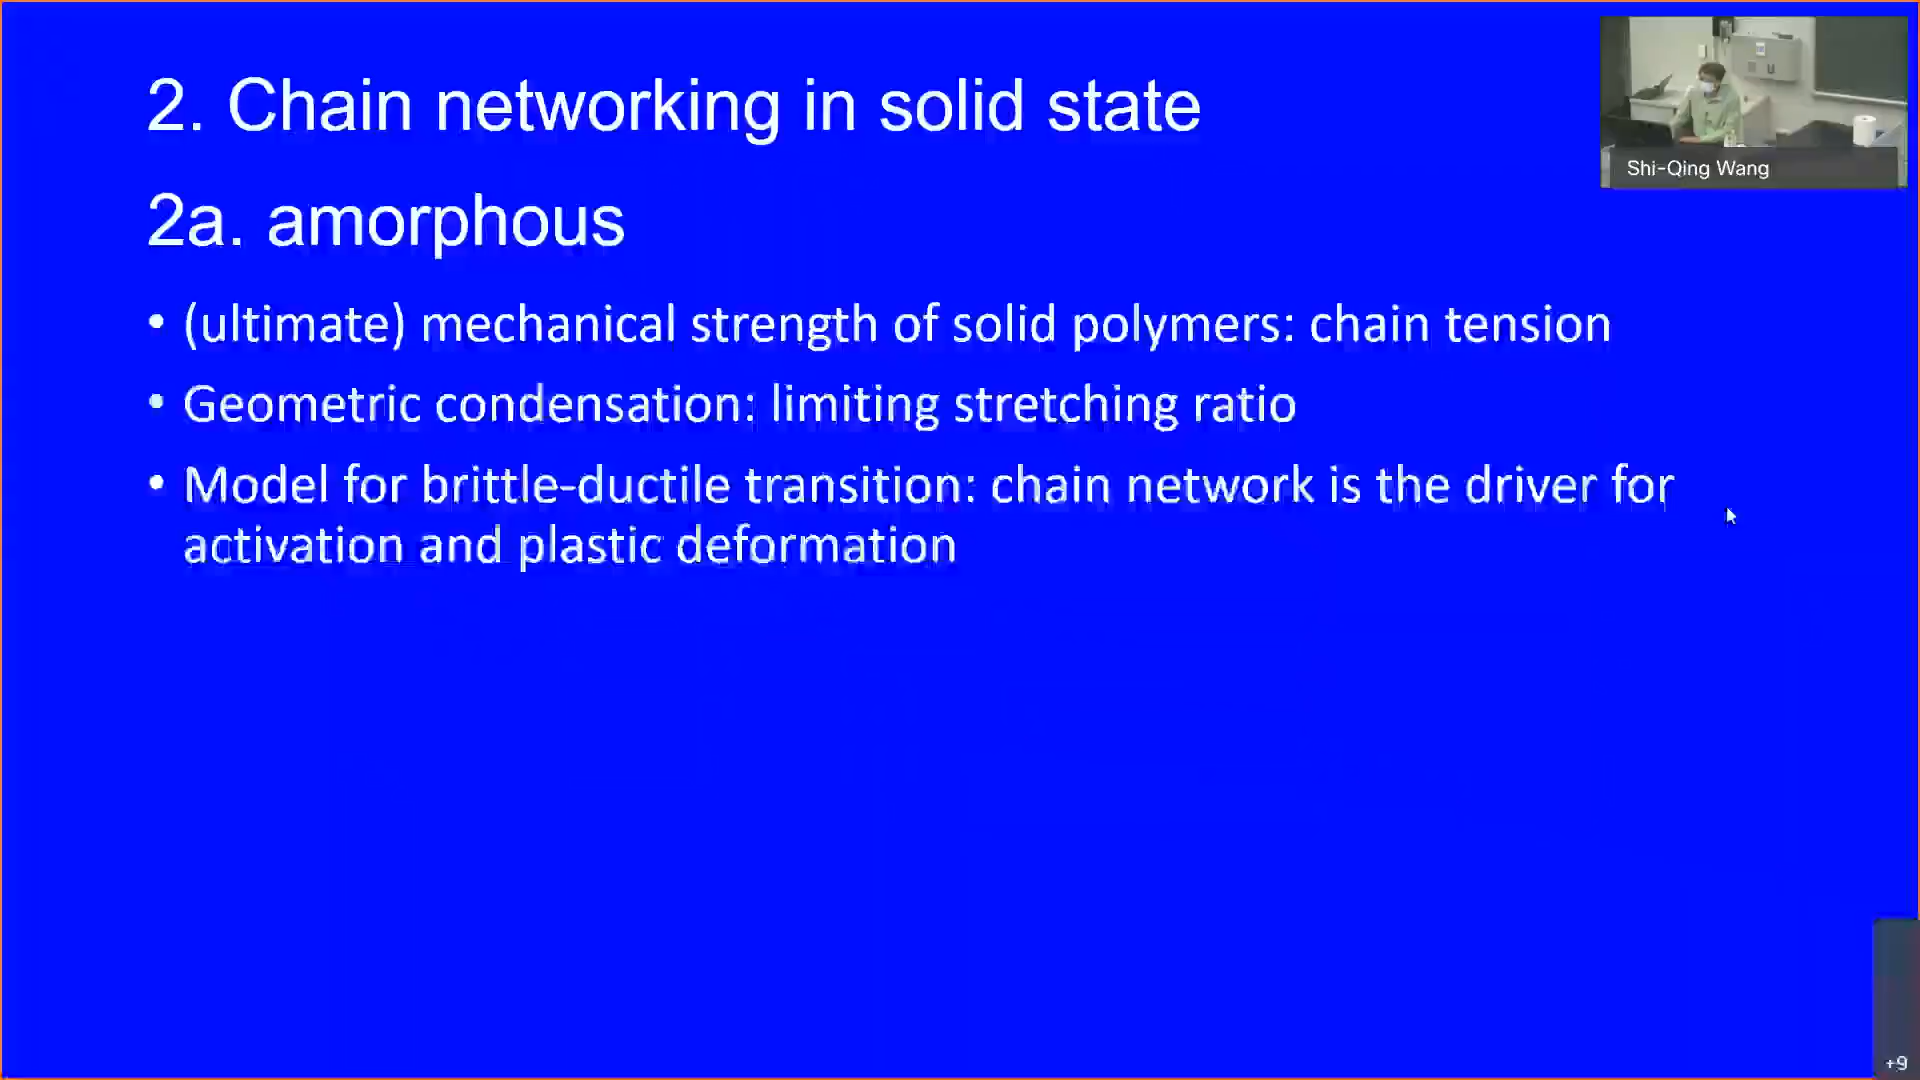 2. Chain networking in solid state
2a. amorphous
• (ultimate) mechanical strength of solid polymers: chain tension
• Geometric condensation: limiting stretching ratio
• Model for brittle-ductile transition: chain network is the driver for
activation and plastic deformation
Shi-Qing Wang
+9